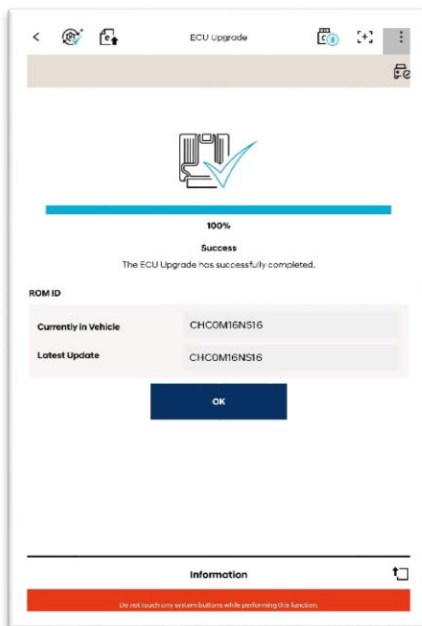 ECU Upgrade
100%
Success
The ECU Upgrade has successfully completed.
ROM ID
Currently in Vehicle CHC0M16NS16
Latest Update CHC0M16NS16
OK
Information
Do not touch any system buttons while performing this function.